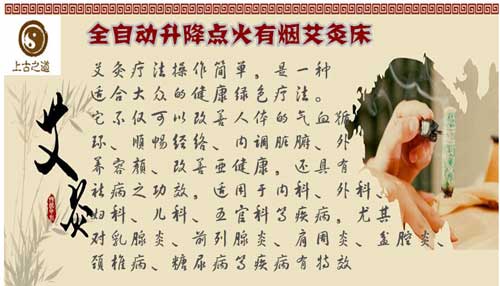 全自动升降点火有烟艾灸床
上古之道
艾灸疗法操作简单。是一种
适合大众的健康绿色疗法。
它不仅可以改善人体的气血循
环、顺畅经络、内调脏腑、外
养容颜、改善亚健康。还具有
祛病之功效。适用于内科、外科、
妇科、儿科、五官科等疾病。尤其
对乳腺炎、前列腺炎、肩周炎、盆腔炎、
颈椎病、糖尿病等疾病有特效
艾灸